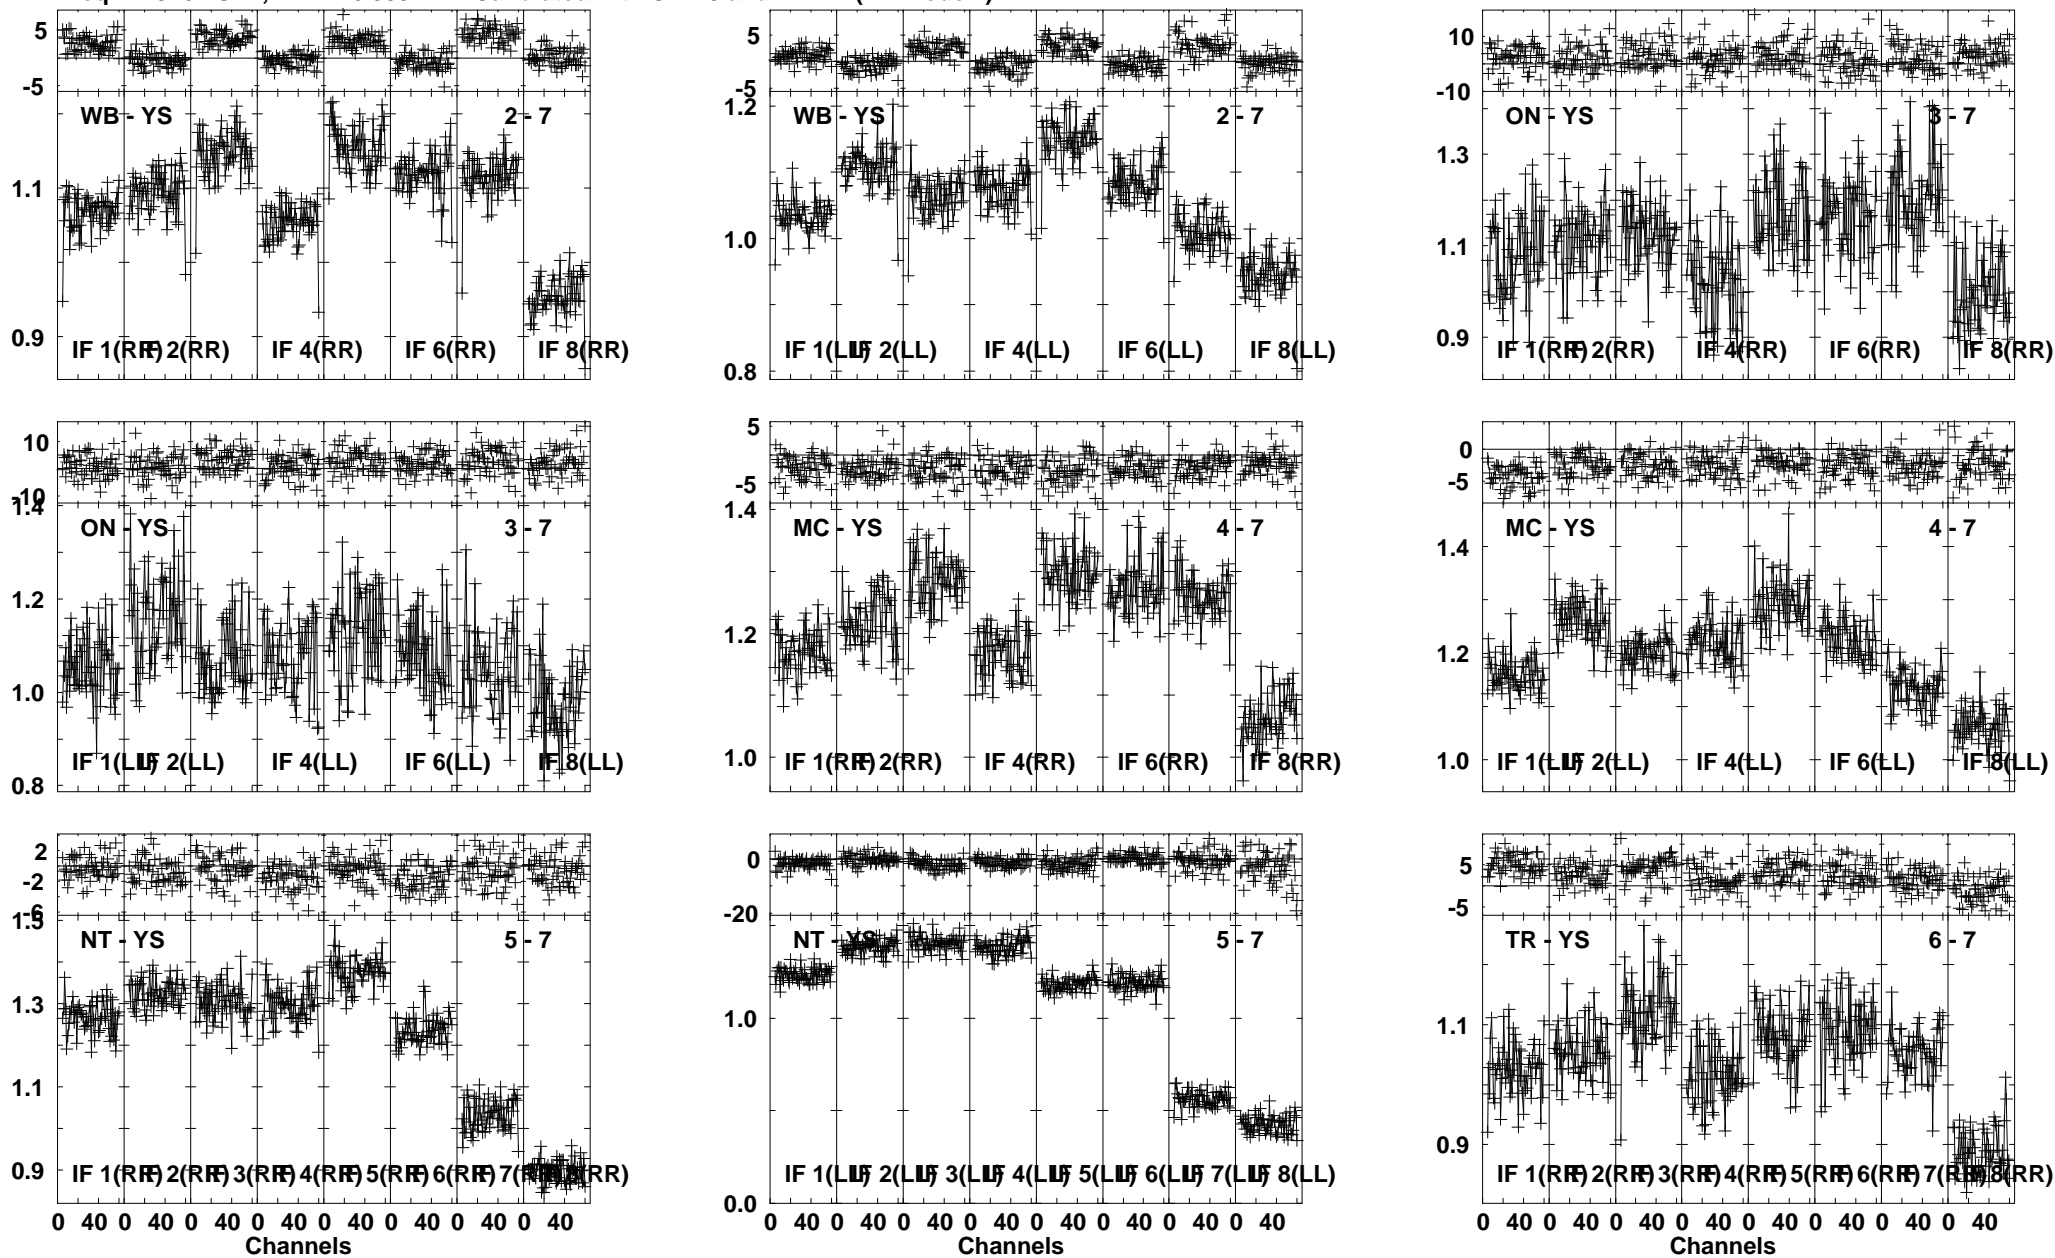 5
-5
WB - YS 2 - 7
1.1
0.9
IF 1(RR) IF 2(RR) IF 4(RR) IF 6(RR) IF 8(RR)
5
-5
1.2
WB - YS 2 - 7
1.0
0.8
IF 1(LL) IF 2(LL) IF 4(LL) IF 6(LL) IF 8(LL)
10
-10
ON - YS 3 - 7
1.3
1.1
0.9
IF 1(RR) IF 2(RR) IF 4(RR) IF 6(RR) IF 8(RR)
10
-10
1.4
ON - YS 3 - 7
1.2
1.0
0.8
IF 1(LL) IF 2(LL) IF 4(LL) IF 6(LL) IF 8(LL)
5
-5
1.4
MC - YS 4 - 7
1.2
1.0
IF 1(RR) IF 2(RR) IF 4(RR) IF 6(RR) IF 8(RR)
0
-5
MC - YS 4 - 7
1.4
1.2
1.0
IF 1(LL) IF 2(LL) IF 4(LL) IF 6(LL) IF 8(LL)
2
-2
-6
1.5
NT - YS 5 - 7
1.3
1.1
0.9
IF 1(RR) IF 2(RR) IF 3(RR) IF 4(RR) IF 5(RR) IF 6(RR) IF 7(RR) IF 8(RR)
0 40 0 40 0 40 0 40 0 40 0 40 0 40 0 40
Channels
0
-20
NT - YS 5 - 7
1.0
0.0
IF 1(LL) IF 2(LL) IF 3(LL) IF 4(LL) IF 5(LL) IF 6(LL) IF 7(LL) IF 8(LL)
0 40 0 40 0 40 0 40 0 40 0 40 0 40 0 40
Channels
5
-5
TR - YS 6 - 7
1.1
0.9
IF 1(RR) IF 2(RR) IF 3(RR) IF 4(RR) IF 5(RR) IF 6(RR) IF 7(RR) IF 8(RR)
0 40 0 40 0 40 0 40 0 40 0 40 0 40 0 40
Channels